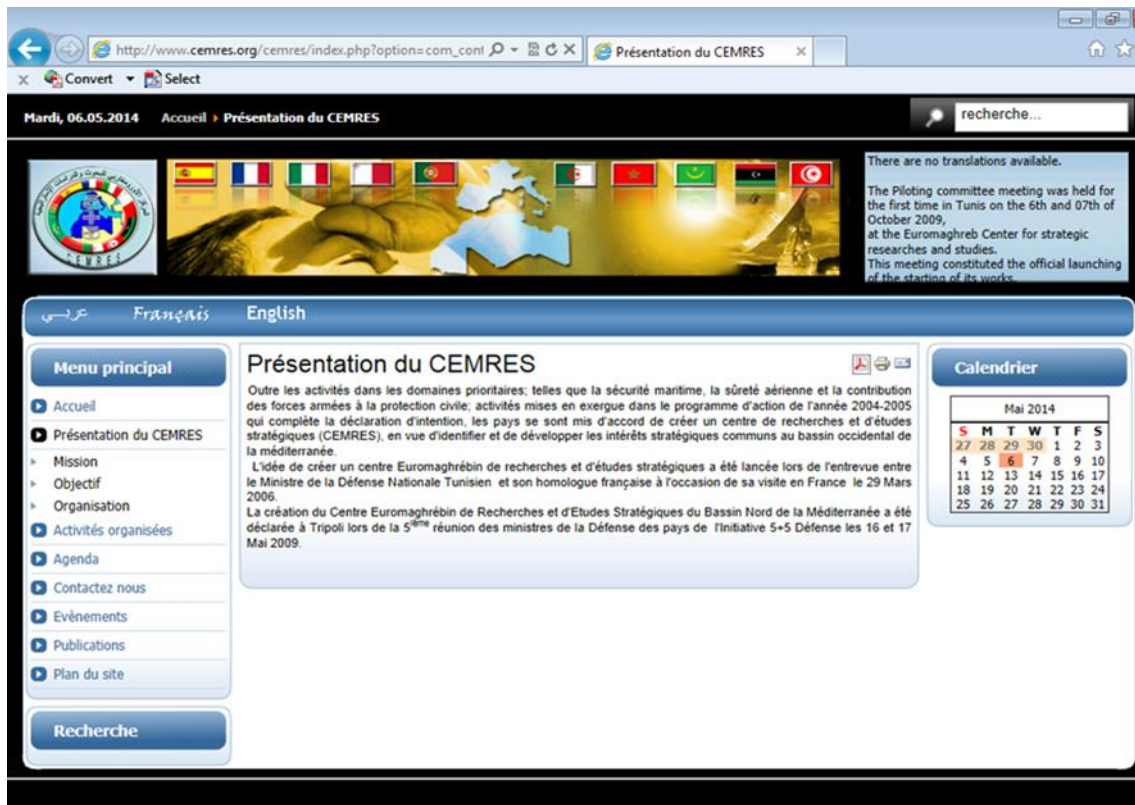 http://www.cemres.org/cemres/index.php?option=com_cont
Présentation du CEMRES
Convert
Select
Mardi, 06.05.2014 Accueil Présentation du CEMRES
recherche...
CEMRES
There are no translations available.
The Piloting committee meeting was held for
the first time in Tunis on the 6th and 07th of
October 2009,
at the Euromaghreb Center for strategic
researches and studies.
This meeting constituted the official launching
of the starting of its works.
عربي Français English
Menu principal
Accueil
Présentation du CEMRES
Mission
Objectif
Organisation
Activités organisées
Agenda
Contactez nous
Evènements
Publications
Plan du site
Recherche
Présentation du CEMRES
Outre les activités dans les domaines prioritaires; telles que la sécurité maritime, la sûreté aérienne et la contribution
des forces armées à la protection civile; activités mises en exergue dans le programme d'action de l'année 2004-2005
qui complète la déclaration d'intention, les pays se sont mis d'accord de créer un centre de recherches et d'études
stratégiques (CEMRES), en vue d'identifier et de développer les intérêts stratégiques communs au bassin occidental de
la méditerranée.
L'idée de créer un centre Euromaghrébin de recherches et d'études stratégiques a été lancée lors de l'entrevue entre
le Ministre de la Défense Nationale Tunisien et son homologue française à l'occasion de sa visite en France le 29 Mars
2006.
La création du Centre Euromaghrébin de Recherches et d'Etudes Stratégiques du Bassin Nord de la Méditerranée a été
déclarée à Tripoli lors de la 5ième réunion des ministres de la Défense des pays de l'Initiative 5+5 Défense les 16 et 17
Mai 2009.
Calendrier
Mai 2014
S M T W T F S
27 28 29 30 1 2 3
4 5 6 7 8 9 10
11 12 13 14 15 16 17
18 19 20 21 22 23 24
25 26 27 28 29 30 31